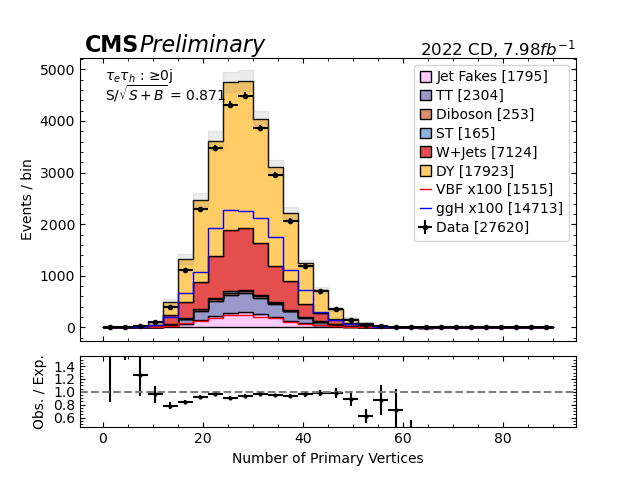 CMS Preliminary
2022 CD, 7.98fb⁻¹
τₑτₕ : ≥0j
S/√S + B = 0.871
Jet Fakes [1795]
TT [2304]
Diboson [253]
ST [165]
W+Jets [7124]
DY [17923]
VBF x100 [1515]
ggH x100 [14713]
Data [27620]
Events / bin
5000
4000
3000
2000
1000
0
Obs. / Exp.
1.4
1.2
1.0
0.8
0.6
0 20 40 60 80
Number of Primary Vertices